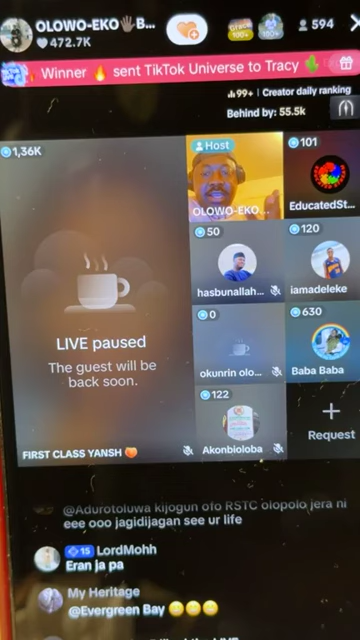 OLOWO-EKO🖐🏿B...
472.7K
100+
100+
594
Winner 🔥 sent TikTok Universe to Tracy 🌵
99+ | Creator daily ranking
Behind by: 55.5k
1,36K
Host
OLOWO-EKO...
101
EducatedSt...
50
hasbunallah...
120
iamadeleke
LIVE paused
The guest will be
back soon.
0
okunrin olo...
630
Baba Baba
122
Akonbioloba
+
Request
FIRST CLASS YANSH 🍑
@Adurotoluwa kijogun ofo RSTC olopolo jera ni
eee ooo jagidijagan see ur life
15 LordMohh
Eran ja pa
My Heritage
@Evergreen Bay 😁😁😁